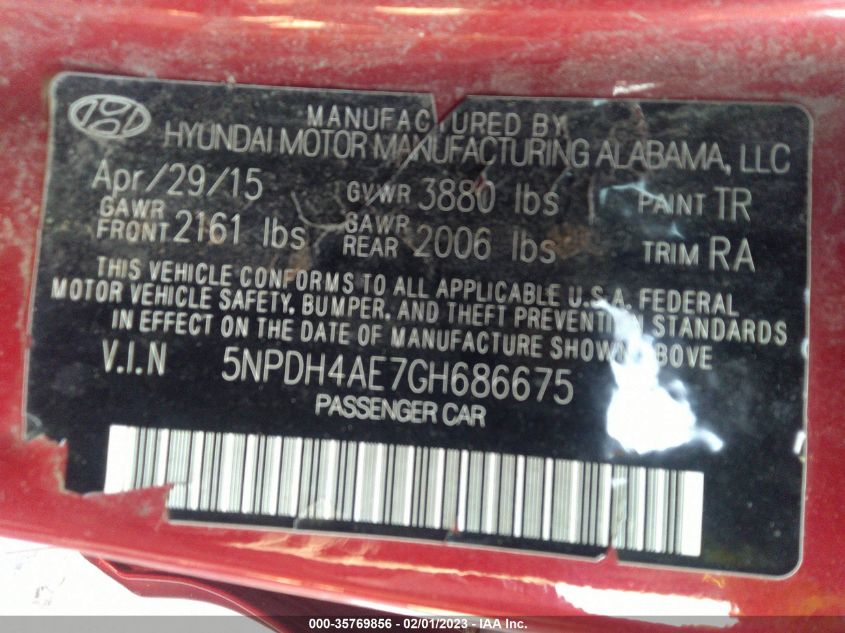 MANUFACTURED BY
HYUNDAI MOTOR MANUFACTURING ALABAMA, LLC
Apr/29/15 GVWR 3880 lbs PAINT TR
GAWR FRONT 2161 lbs GAWR REAR 2006 lbs TRIM RA
THIS VEHICLE CONFORMS TO ALL APPLICABLE U.S.A. FEDERAL
MOTOR VEHICLE SAFETY, BUMPER, AND THEFT PREVENTION STANDARDS
IN EFFECT ON THE DATE OF MANUFACTURE SHOWN ABOVE
V.I.N 5NPDH4AE7GH686675
PASSENGER CAR
000-35769856 - 02/01/2023 - IAA Inc.